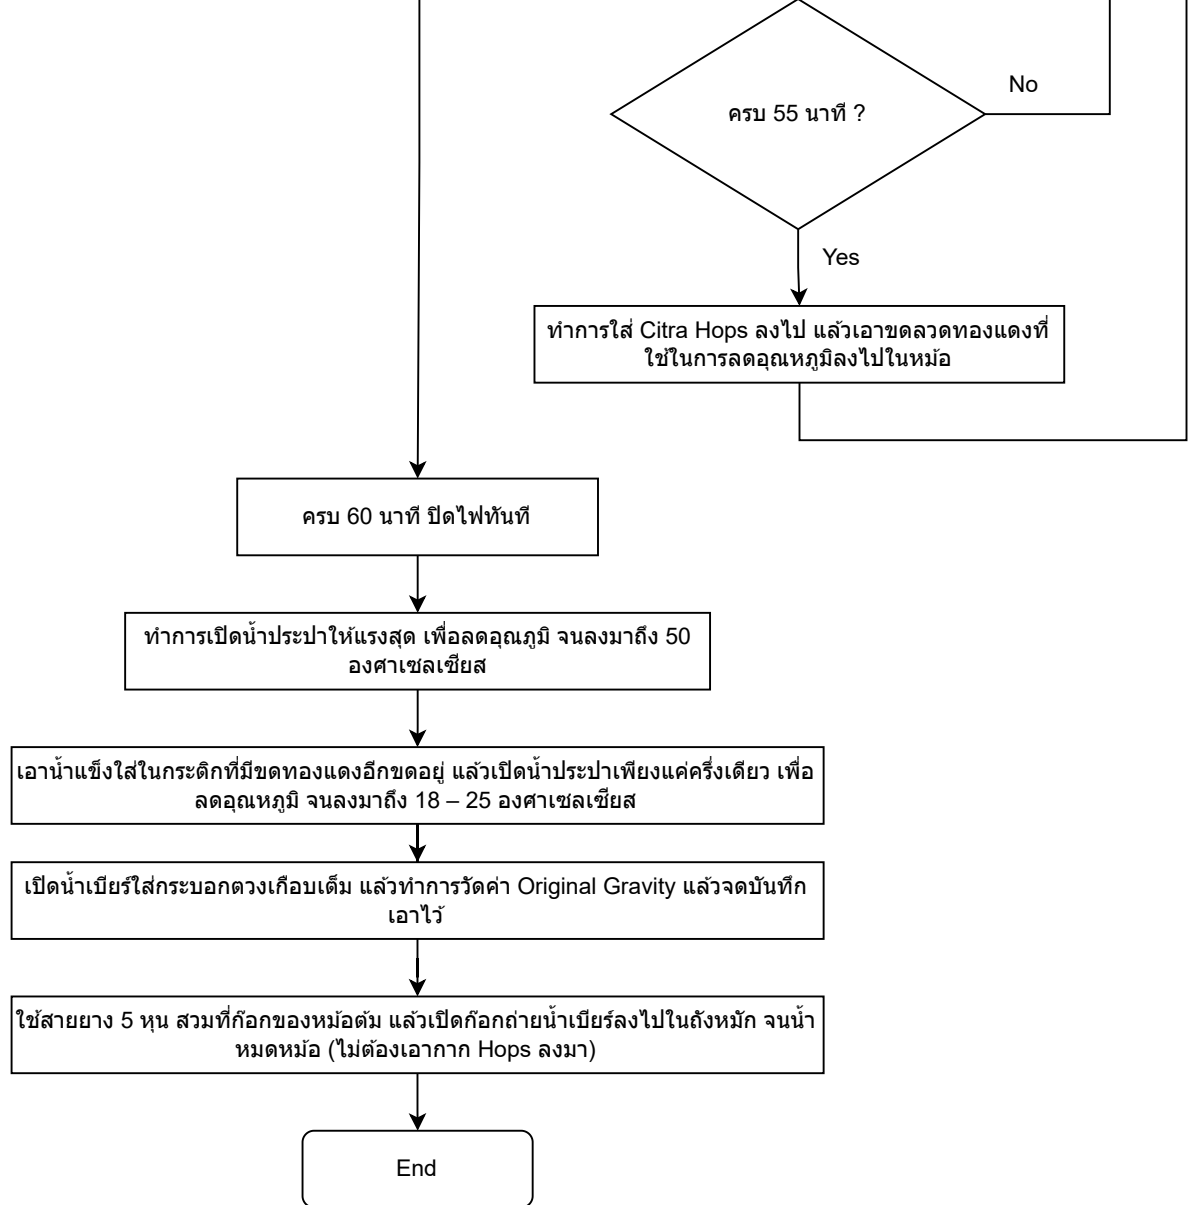 No
ครบ 55 นาที ?
Yes
ทำการใส่ Citra Hops ลงไป แล้วเอาขดลวดทองแดงที่
ใช้ในการลดอุณหภูมิลงไปในหม้อ
ครบ 60 นาที ปิดไฟทันที
ทำการเปิดน้ำประปาให้แรงสุด เพื่อลดอุณภูมิ จนลงมาถึง 50
องศาเซลเซียส
เอาน้ำแข็งใส่ในกระติกที่มีขดทองแดงอีกขดอยู่ แล้วเปิดน้ำประปาเพียงแค่ครึ่งเดียว เพื่อ
ลดอุณหภูมิ จนลงมาถึง 18 – 25 องศาเซลเซียส
เปิดน้ำเบียร์ใส่กระบอกตวงเกือบเต็ม แล้วทำการวัดค่า Original Gravity แล้วจดบันทึก
เอาไว้
ใช้สายยาง 5 หุน สวมที่ก๊อกของหม้อต้ม แล้วเปิดก๊อกถ่ายน้ำเบียร์ลงไปในถังหมัก จนน้ำ
หมดหม้อ (ไม่ต้องเอากาก Hops ลงมา)
End